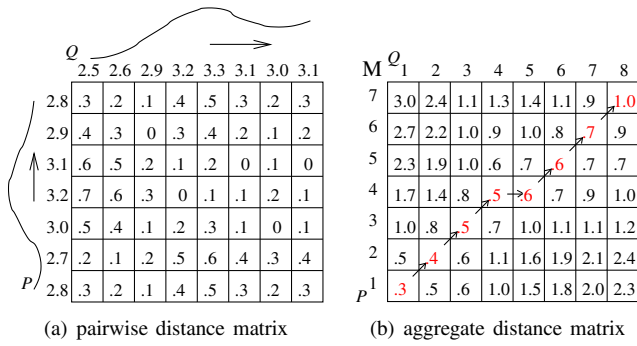 Q
2.5 2.6 2.9 3.2 3.3 3.1 3.0 3.1
2.8 .3 .2 .1 .4 .5 .3 .2 .3
2.9 .4 .3 0 .3 .4 .2 .1 .2
3.1 .6 .5 .2 .1 .2 0 .1 0
3.2 .7 .6 .3 0 .1 .1 .2 .1
3.0 .5 .4 .1 .2 .3 .1 0 .1
2.7 .2 .1 .2 .5 .6 .4 .3 .4
P 2.8 .3 .2 .1 .4 .5 .3 .2 .3
(a) pairwise distance matrix
M Q 1 2 3 4 5 6 7 8
7 3.0 2.4 1.1 1.3 1.4 1.1 .9 1.0
6 2.7 2.2 1.0 .9 1.0 .8 .7 .9
5 2.3 1.9 1.0 .6 .7 .6 .7 .7
4 1.7 1.4 .8 .5 .6 .7 .9 1.0
3 1.0 .8 .5 .7 1.0 1.1 1.1 1.2
2 .5 .4 .6 1.1 1.6 1.9 2.1 2.4
P 1 .3 .5 .6 1.0 1.5 1.8 2.0 2.3
(b) aggregate distance matrix